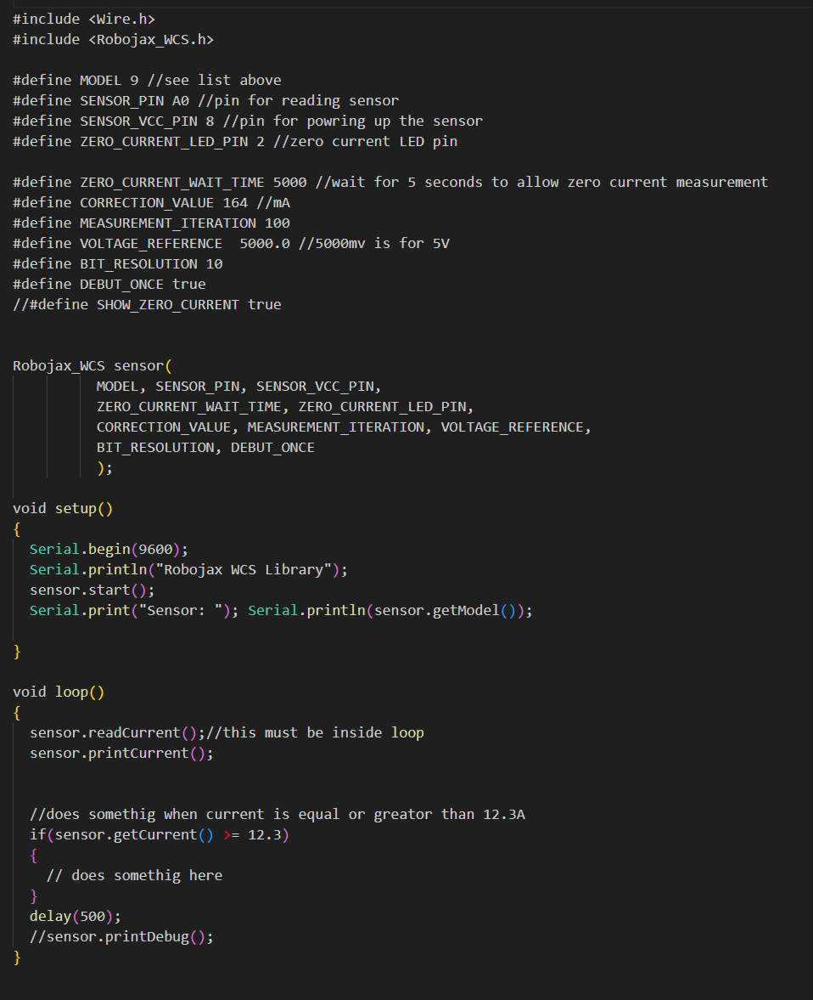 #include <Wire.h>
#include <Robojax_WCS.h>
#define MODEL 9 //see list above
#define SENSOR_PIN A0 //pin for reading sensor
#define SENSOR_VCC_PIN 8 //pin for powring up the sensor
#define ZERO_CURRENT_LED_PIN 2 //zero current LED pin
#define ZERO_CURRENT_WAIT_TIME 5000 //wait for 5 seconds to allow zero current measurement
#define CORRECTION_VALUE 164 //mA
#define MEASUREMENT_ITERATION 100
#define VOLTAGE_REFERENCE  5000.0 //5000mv is for 5V
#define BIT_RESOLUTION 10
#define DEBUT_ONCE true
//#define SHOW_ZERO_CURRENT true
Robojax_WCS sensor(
          MODEL, SENSOR_PIN, SENSOR_VCC_PIN,
          ZERO_CURRENT_WAIT_TIME, ZERO_CURRENT_LED_PIN,
          CORRECTION_VALUE, MEASUREMENT_ITERATION, VOLTAGE_REFERENCE,
          BIT_RESOLUTION, DEBUT_ONCE
          );
void setup()
{
  Serial.begin(9600);
  Serial.println("Robojax WCS Library");
  sensor.start();
  Serial.print("Sensor: "); Serial.println(sensor.getModel());
}
void loop()
{
  sensor.readCurrent();//this must be inside loop
  sensor.printCurrent();
  //does somethig when current is equal or greator than 12.3A
  if(sensor.getCurrent() >= 12.3)
  {
    // does somethig here
  }
  delay(500);
  //sensor.printDebug();
}